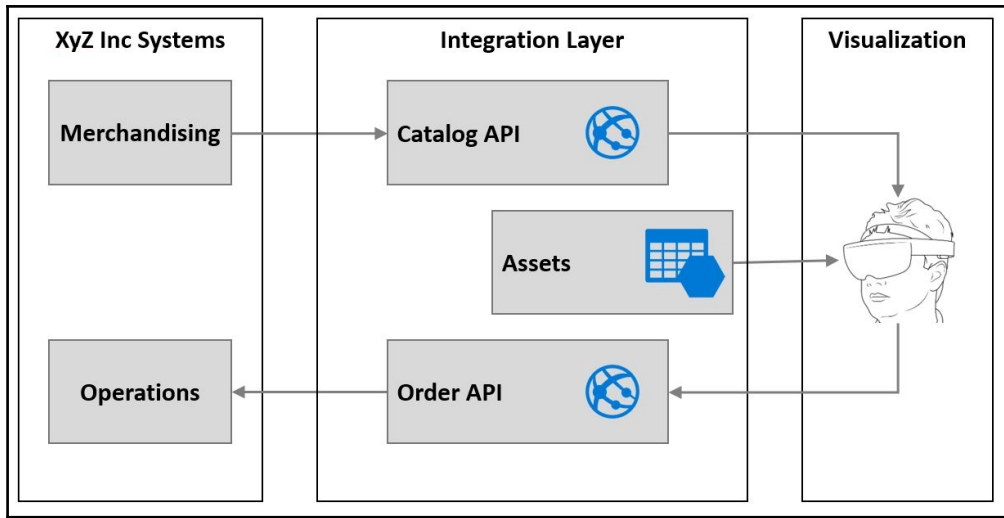 XyZ Inc Systems
Integration Layer
Visualization
Merchandising
Catalog API
Assets
Operations
Order API